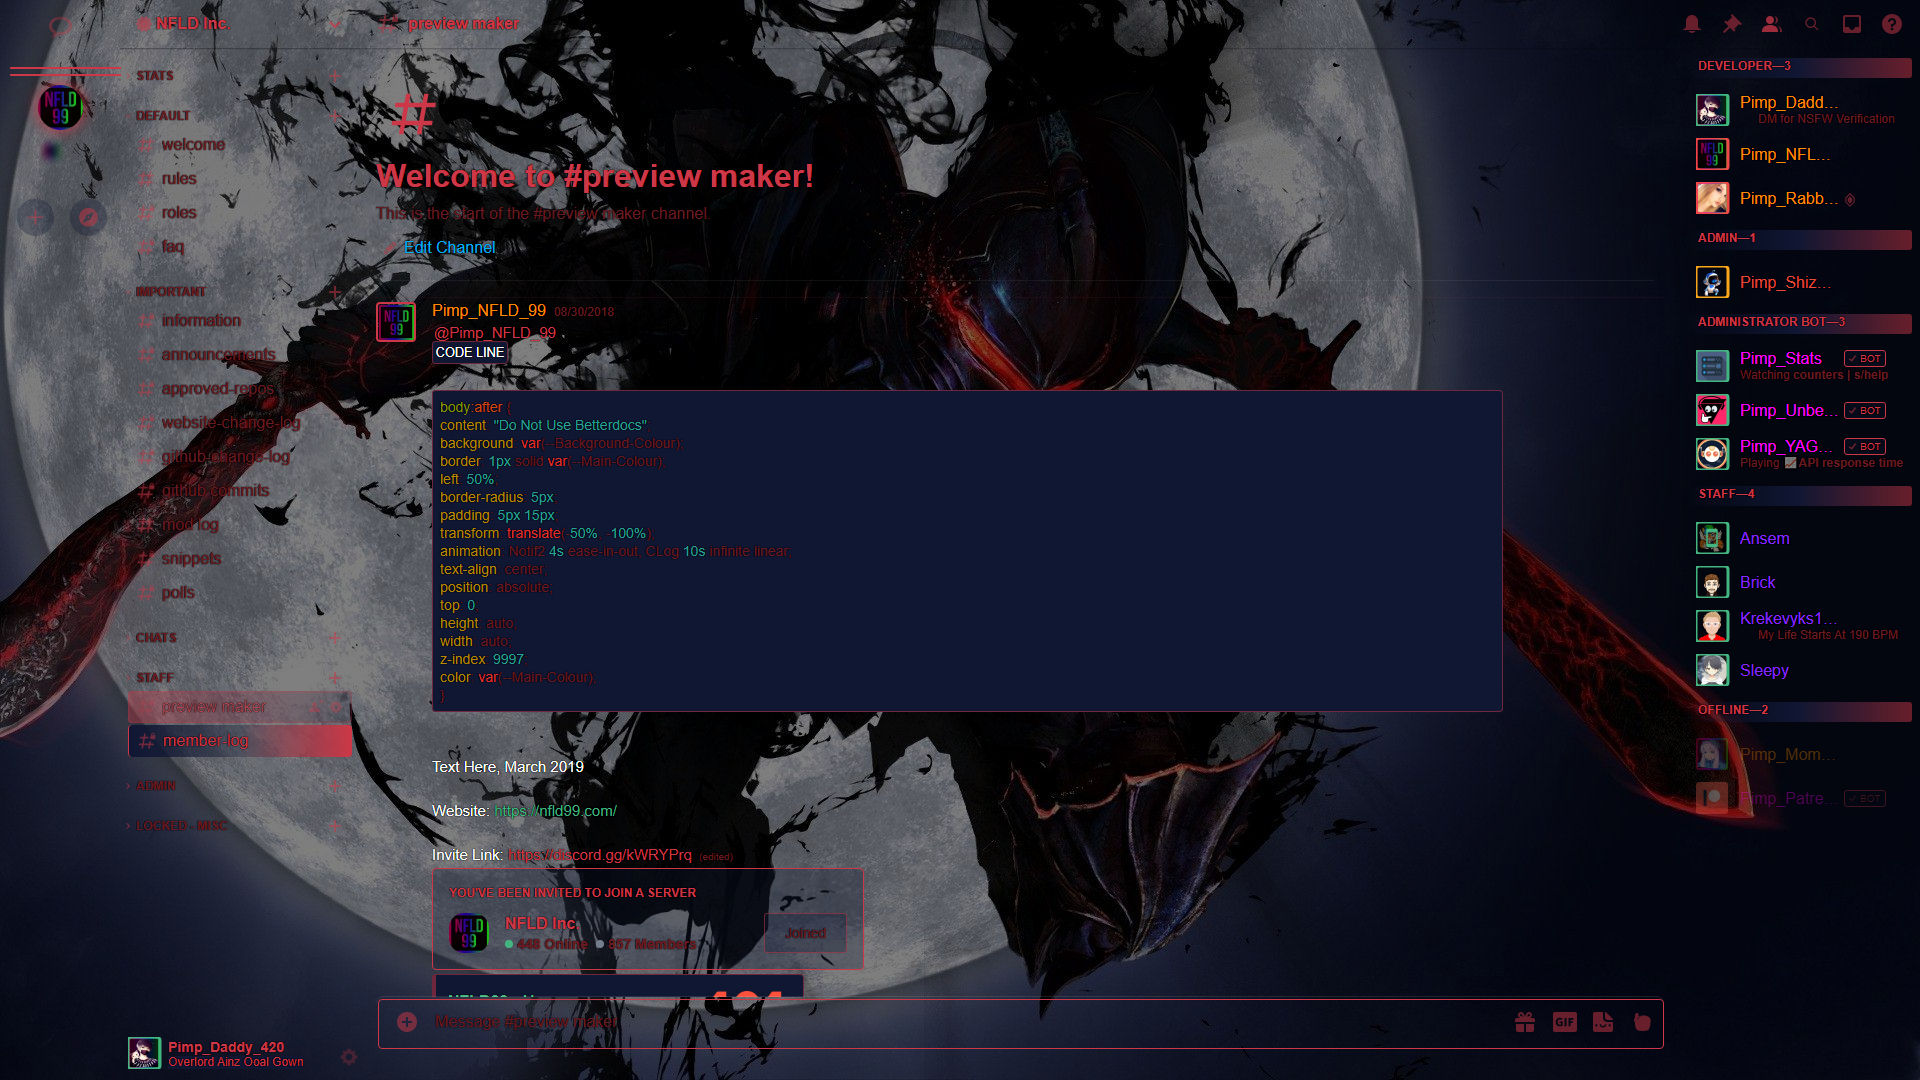 NFLD Inc.
preview maker
STATS
DEFAULT
welcome
rules
roles
faq
IMPORTANT
information
announcements
approved-repos
website-change-log
github-change-log
github-commits
mod-log
snippets
polls
CHATS
STAFF
preview maker
member-log
ADMIN
LOCKED - MISC
Pimp_Daddy_420
Overlord Ainz Ooal Gown
NFLD
99
Welcome to #preview maker!
This is the start of the #preview maker channel.
Edit Channel
Pimp_NFLD_99 08/30/2018
@Pimp_NFLD_99
CODE LINE
body:after {
content: "Do Not Use Betterdocs"
background: var(--Background-Colour);
border: 1px solid var(--Main-Colour);
left: 50%
border-radius: 5px
padding: 5px 15px
transform: translate(-50%, -100%);
animation: Notif2 4s ease-in-out, CLog 10s infinite linear;
text-align: center;
position: absolute;
top: 0
height: auto;
width: auto;
z-index: 9997
color: var(--Main-Colour);
}
Text Here, March 2019
Website: https://nfld99.com/
Invite Link: https://discord.gg/kWRYPrq (edited)
YOU'VE BEEN INVITED TO JOIN A SERVER
NFLD Inc.
448 Online 857 Members
Joined
Message #preview maker
GIF
DEVELOPER—3
Pimp_Dadd...
DM for NSFW Verification
Pimp_NFL...
Pimp_Rabb...
ADMIN—1
Pimp_Shiz...
ADMINISTRATOR BOT—3
Pimp_Stats ✓ BOT
Watching counters | s/help
Pimp_Unbe... ✓ BOT
Pimp_YAG... ✓ BOT
Playing API response time
STAFF—4
Ansem
Brick
Krekevyks1...
My Life Starts At 190 BPM
Sleepy
OFFLINE—2
Pimp_Mom...
Pimp_Patre... ✓ BOT